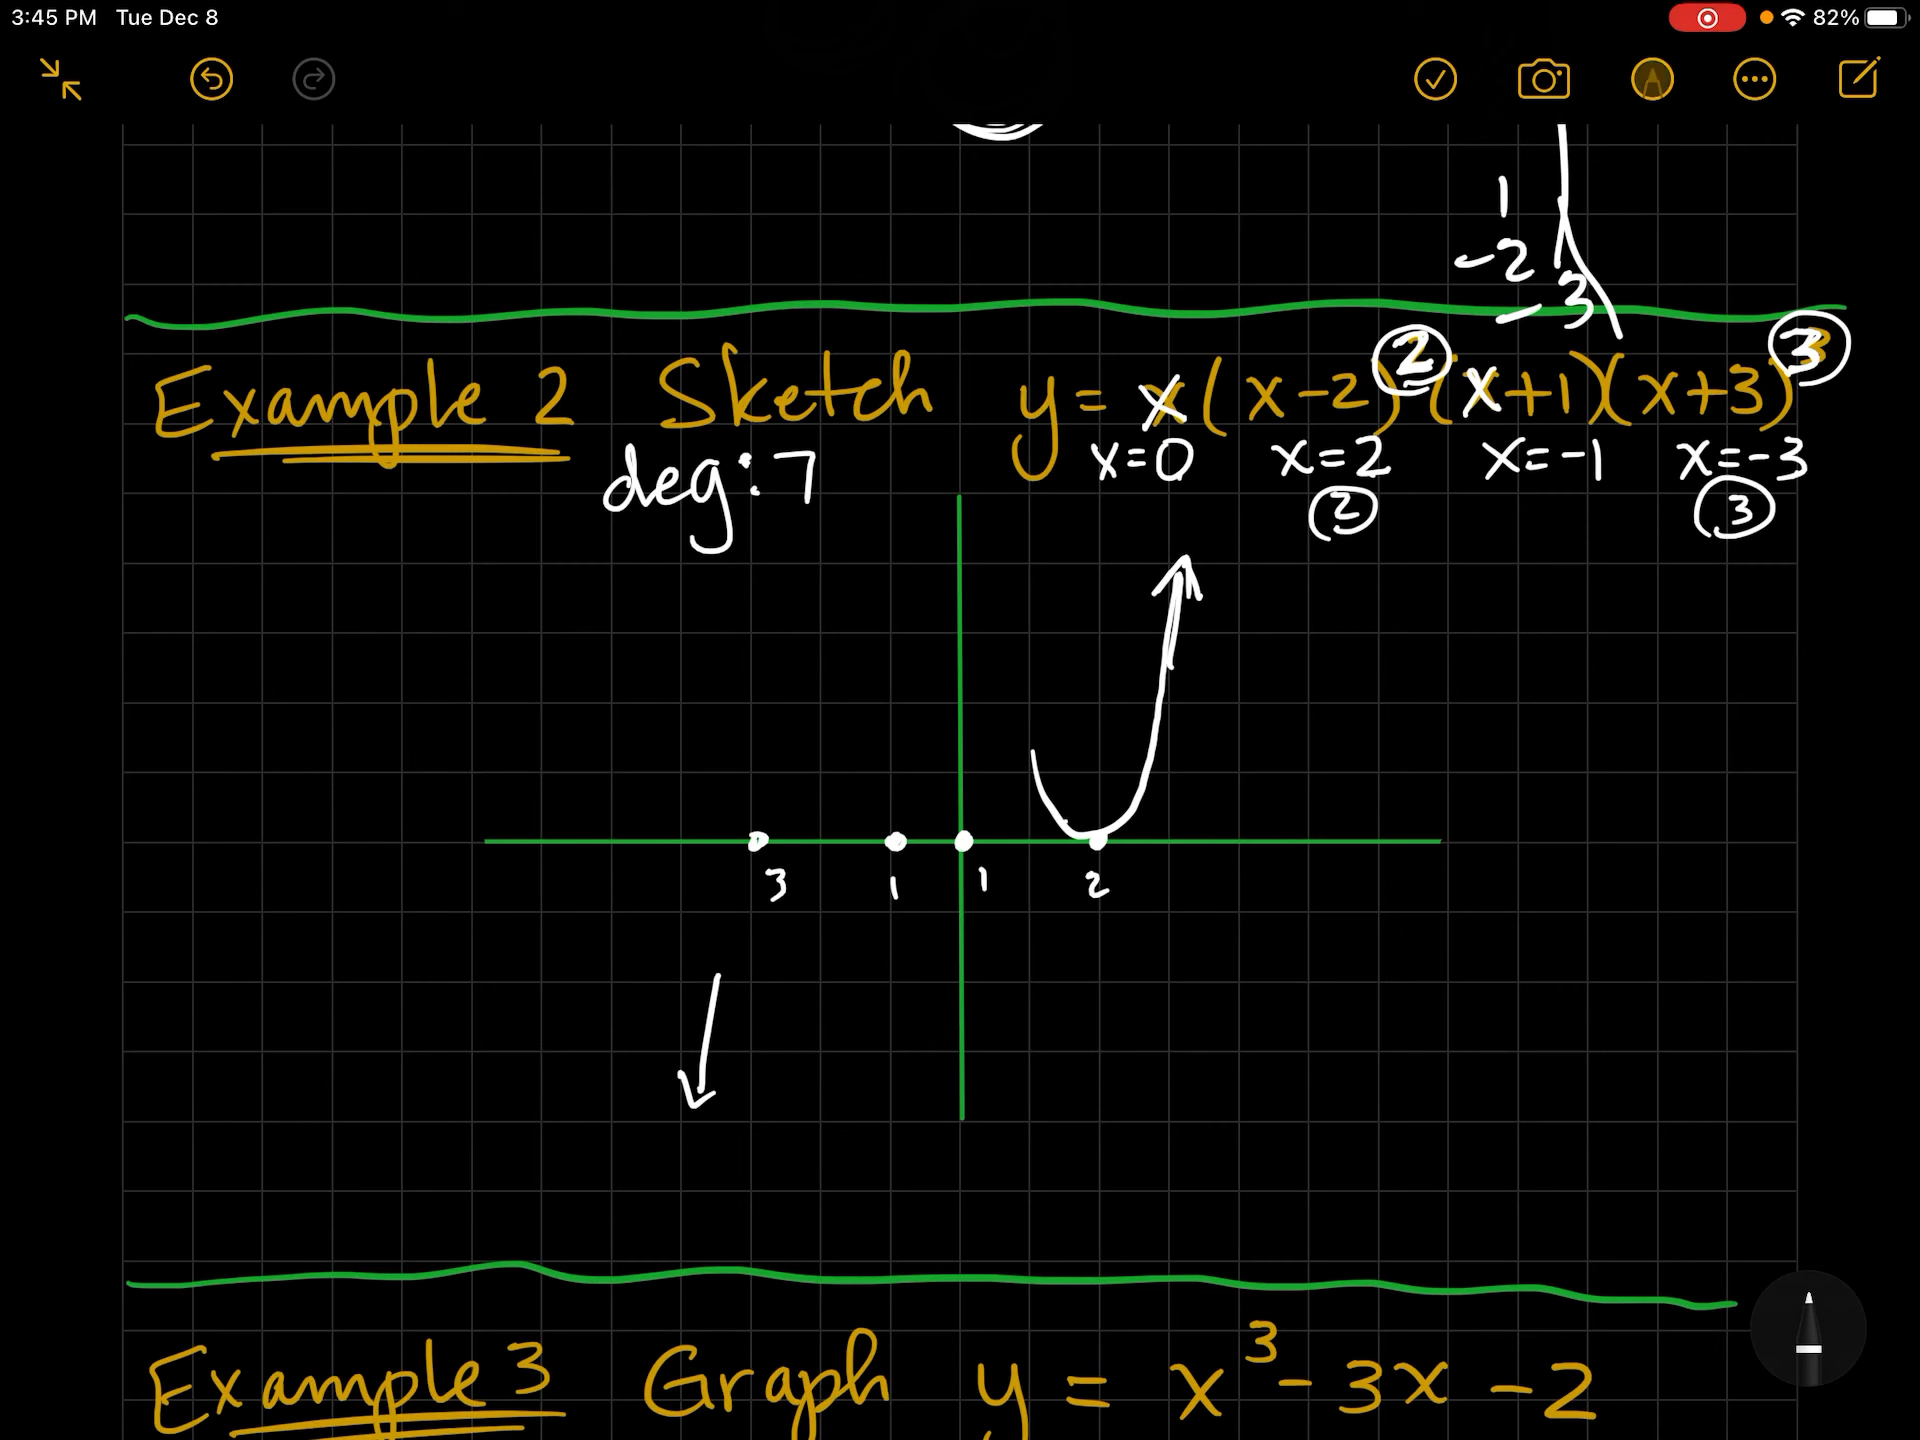 3:45 PM Tue Dec 8 82%
1
-2
-3
Example 2 Sketch y = x(x-2)²(x+1)(x+3)³
deg: 7 x=0 x=2 x=-1 x=-3
2 3
3 1 1 2
Example 3 Graph y = x³ - 3x - 2